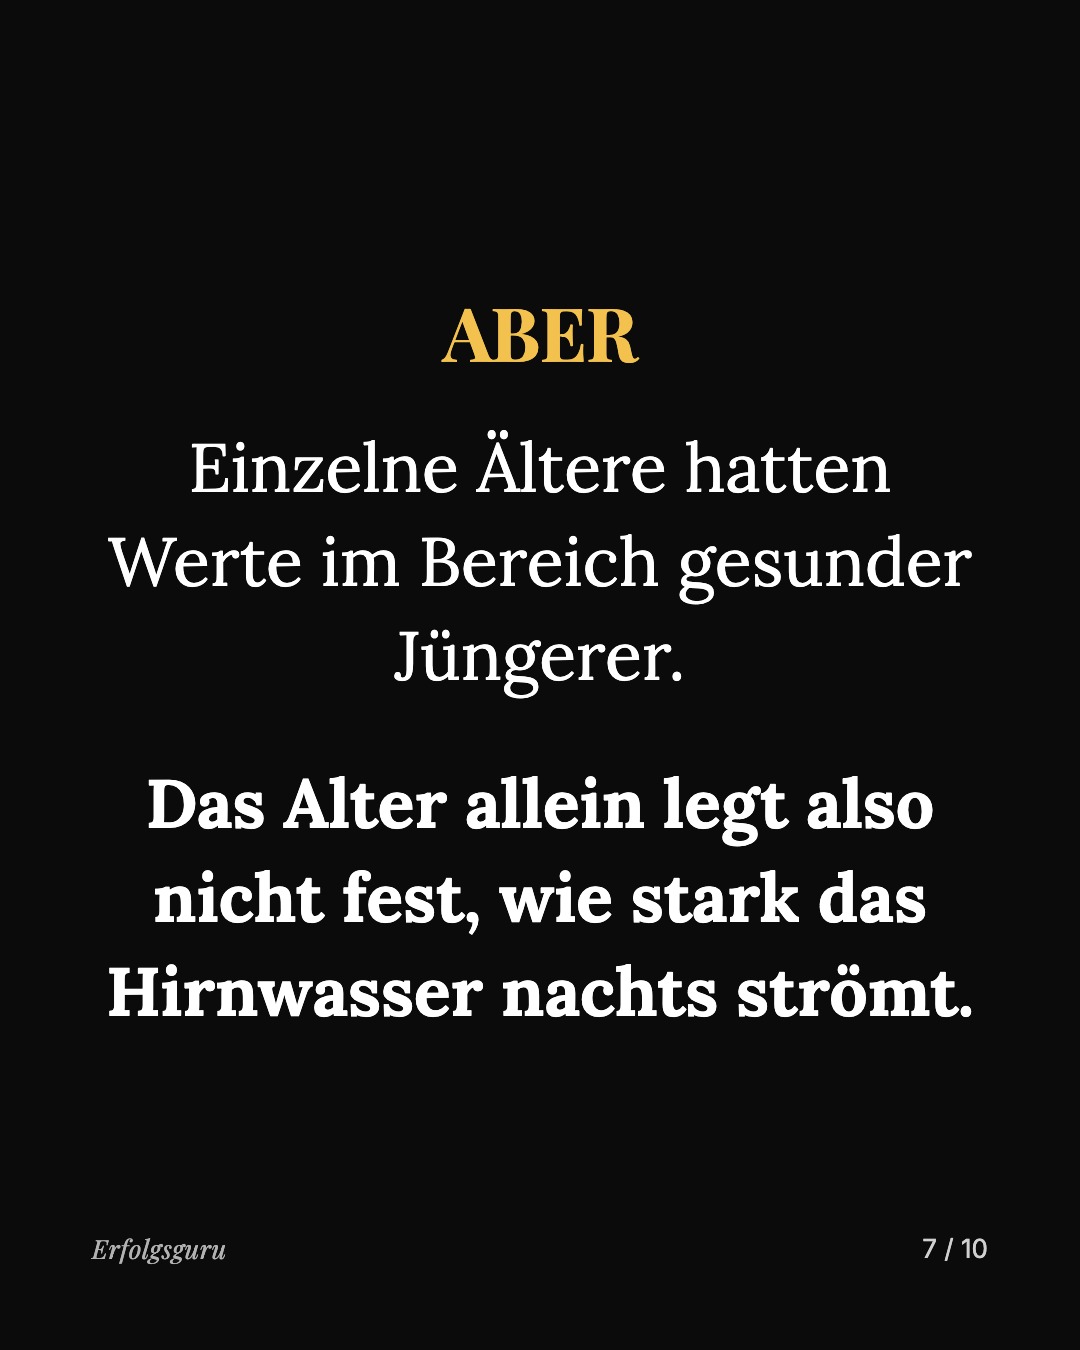 ABER
Einzelne Ältere hatten
Werte im Bereich gesunder
Jüngerer.
Das Alter allein legt also
nicht fest, wie stark das
Hirnwasser nachts strömt.
Erfolgsguru
7 / 10